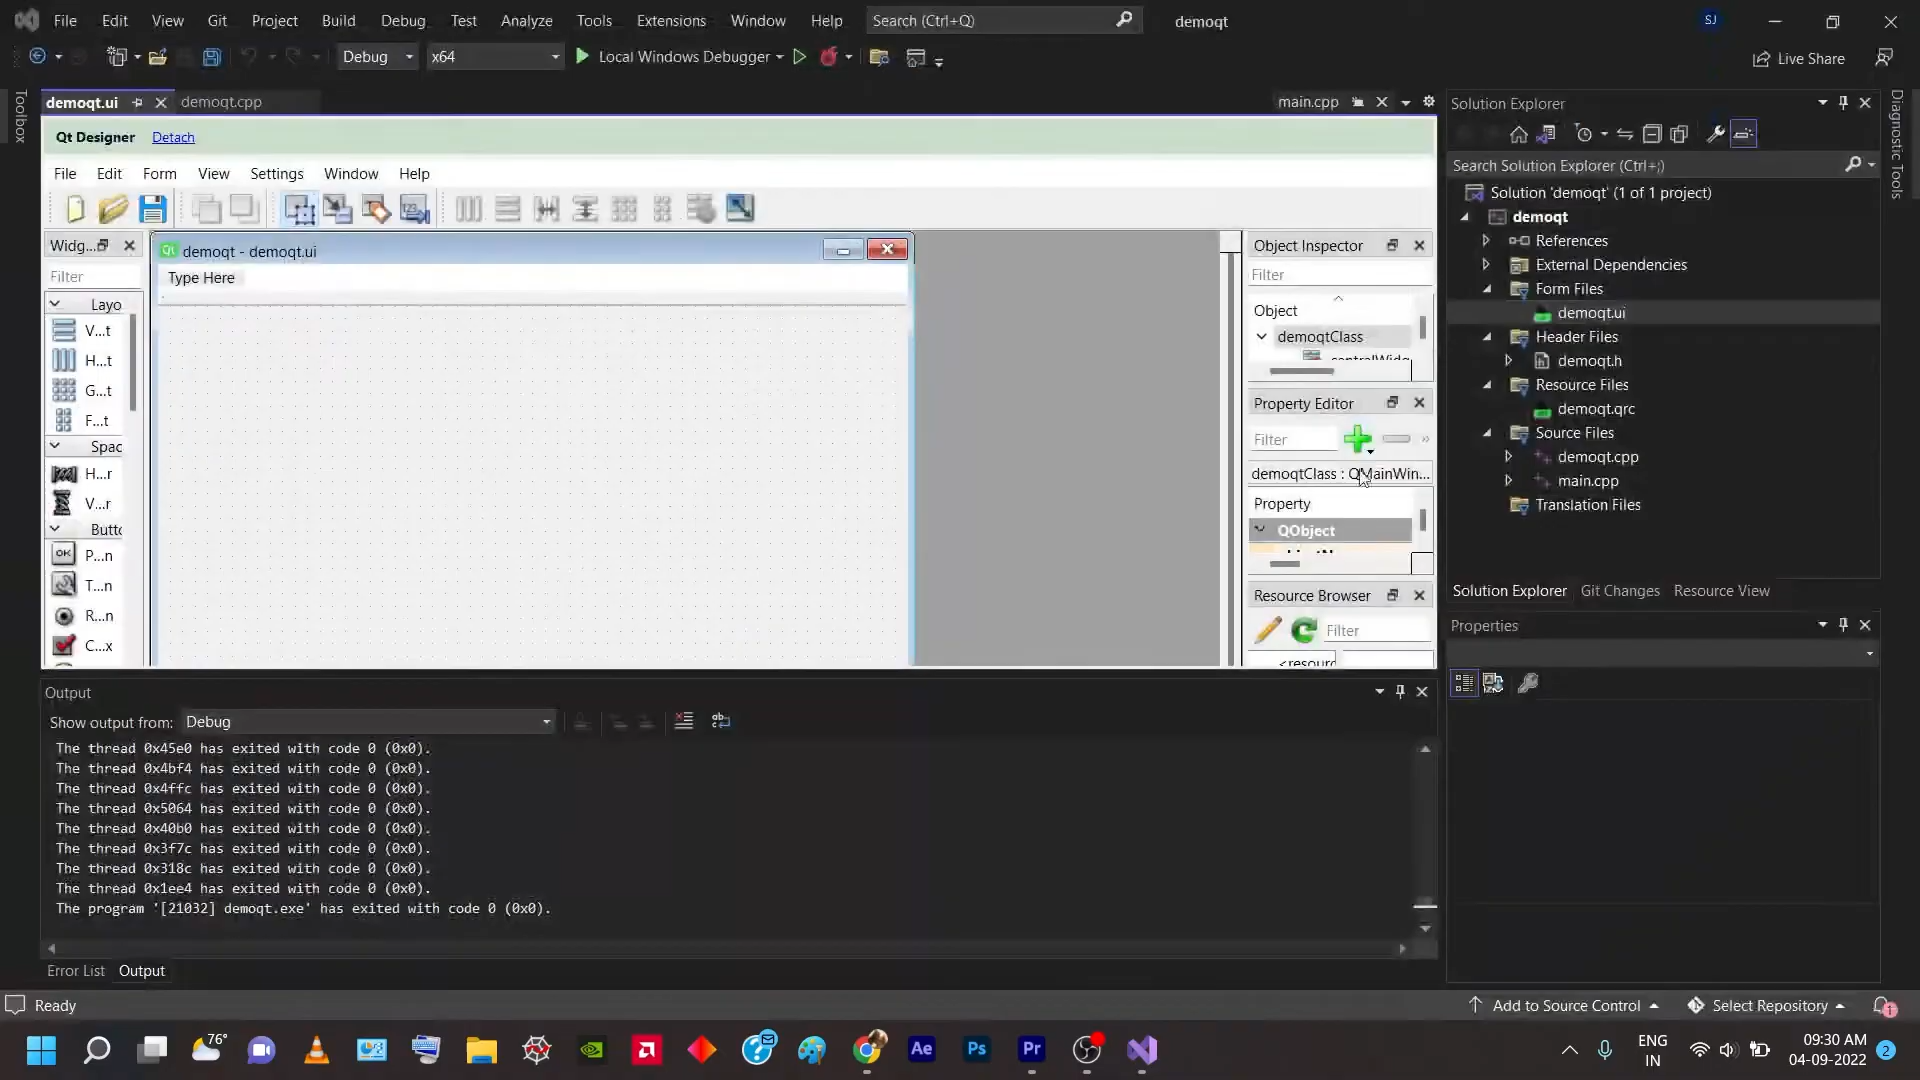 File Edit View Git Project Build Debug Test Analyze Tools Extensions Window Help Search (Ctrl+Q) demoqt SJ
Debug x64 Local Windows Debugger Live Share
Toolbox
demoqt.ui demoqt.cpp main.cpp
Qt Designer Detach
File Edit Form View Settings Window Help
Widg...
Filter
Layo
V...t
H...t
G...t
F...t
Spac
H...r
V...r
Butto
OK P...n
T...n
R...n
C...x
Qt demoqt - demoqt.ui
Type Here
Object Inspector
Filter
Object
demoqtClass
centralWidg
Property Editor
Filter
demoqtClass : QMainWin...
Property
QObject
Resource Browser
Filter
<resourc
Solution Explorer
Search Solution Explorer (Ctrl+;)
Solution 'demoqt' (1 of 1 project)
demoqt
References
External Dependencies
Form Files
demoqt.ui
Header Files
demoqt.h
Resource Files
demoqt.qrc
Source Files
demoqt.cpp
main.cpp
Translation Files
Solution Explorer Git Changes Resource View
Properties
Diagnostic Tools
Output
Show output from: Debug
The thread 0x45e0 has exited with code 0 (0x0).
The thread 0x4bf4 has exited with code 0 (0x0).
The thread 0x4ffc has exited with code 0 (0x0).
The thread 0x5064 has exited with code 0 (0x0).
The thread 0x40b0 has exited with code 0 (0x0).
The thread 0x3f7c has exited with code 0 (0x0).
The thread 0x318c has exited with code 0 (0x0).
The thread 0x1ee4 has exited with code 0 (0x0).
The program '[21032] demoqt.exe' has exited with code 0 (0x0).
Error List Output
Ready Add to Source Control Select Repository 1
76° Ae Ps Pr ENG IN 09:30 AM 04-09-2022 2